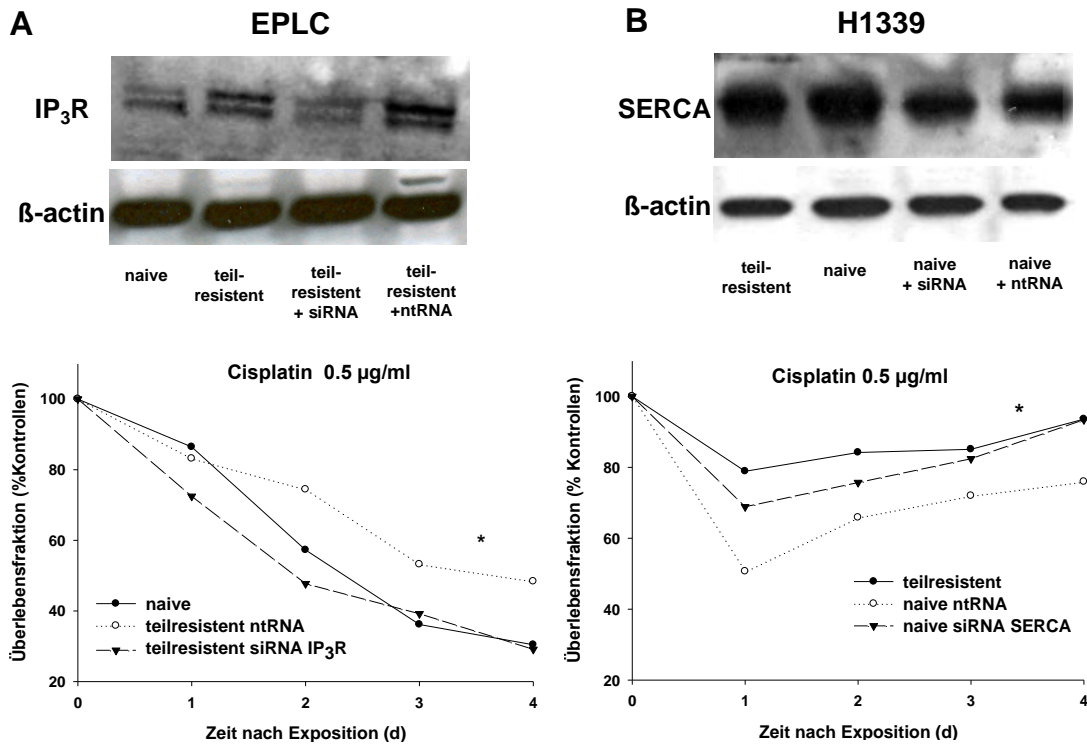 A
EPLC
IP₃R
ß-actin
naive
teil-
resistent
teil-
resistent
+ siRNA
teil-
resistent
+ntRNA
Cisplatin 0.5 µg/ml
Überlebensfraktion (%Kontrollen)
100
80
60
40
20
*
naive
teilresistent ntRNA
teilresistent siRNA IP₃R
0
1
2
3
4
Zeit nach Exposition (d)
B
H1339
SERCA
ß-actin
teil-
resistent
naive
naive
+ siRNA
naive
+ ntRNA
Cisplatin 0.5 µg/ml
Überlebensfraktion (% Kontrollen)
100
80
60
40
20
*
teilresistent
naive ntRNA
naive siRNA SERCA
0
1
2
3
4
Zeit nach Exposition (d)